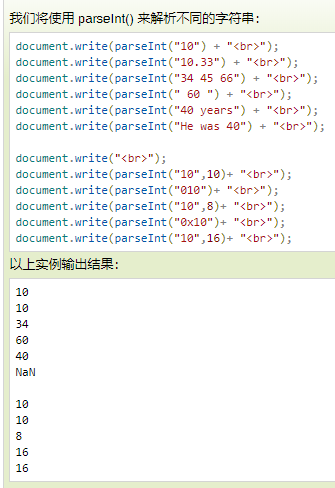 我们将使用 parseInt() 来解析不同的字符串：
document.write(parseInt("10") + "<br>");
document.write(parseInt("10.33") + "<br>");
document.write(parseInt("34 45 66") + "<br>");
document.write(parseInt(" 60 ") + "<br>");
document.write(parseInt("40 years") + "<br>");
document.write(parseInt("He was 40") + "<br>");
document.write("<br>");
document.write(parseInt("10",10)+ "<br>");
document.write(parseInt("010")+ "<br>");
document.write(parseInt("10",8)+ "<br>");
document.write(parseInt("0x10")+ "<br>");
document.write(parseInt("10",16)+ "<br>");
以上实例输出结果：
10
10
34
60
40
NaN
10
10
8
16
16